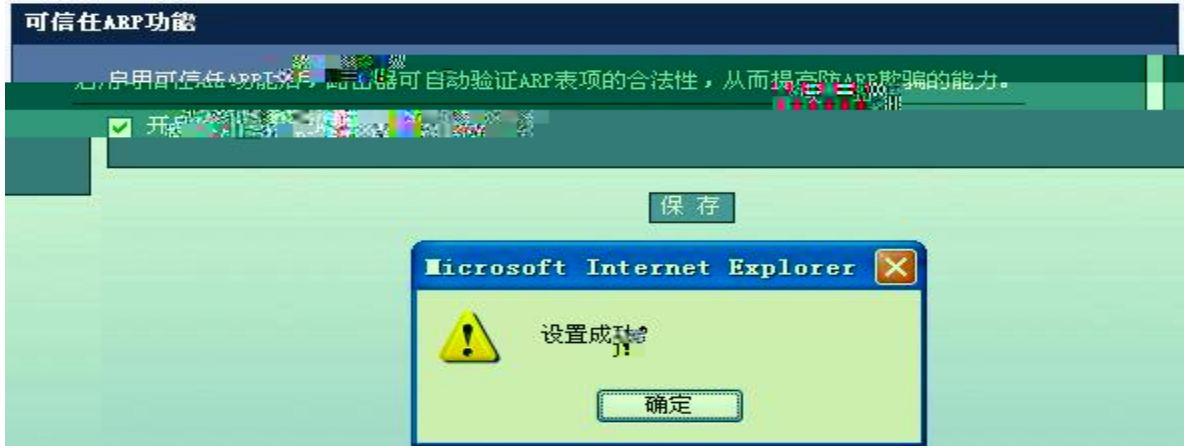 可信任ARP功能
启用可信任ARP功能后，路由器可自动验证ARP表项的合法性，从而提高防ARP欺骗的能力。
开启
保 存
Microsoft Internet Explorer
设置成功!
确定